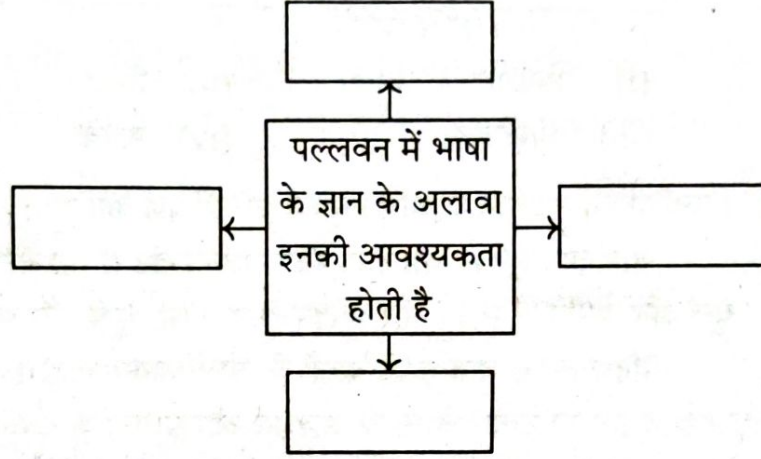 पल्लवन में भाषा
के ज्ञान के अलावा
इनकी आवश्यकता
होती है